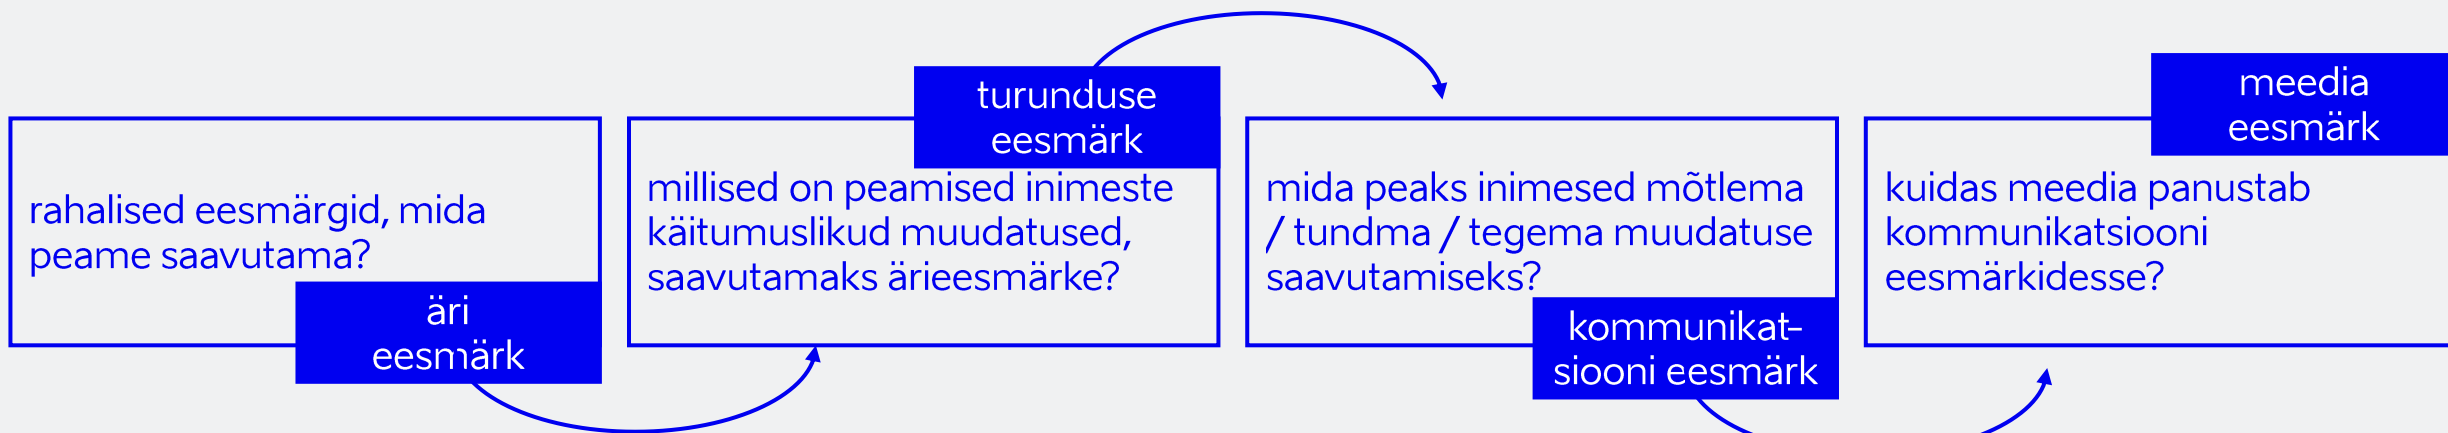 rahalised eesmärgid, mida
peame saavutama?
äri
eesmärk
turunduse
eesmärk
millised on peamised inimeste
käitumuslikud muudatused,
saavutamaks ärieesmärke?
mida peaks inimesed mõtlema
/ tundma / tegema muudatuse
saavutamiseks?
kommunikat-
siooni eesmärk
meedia
eesmärk
kuidas meedia panustab
kommunikatsiooni
eesmärkidesse?